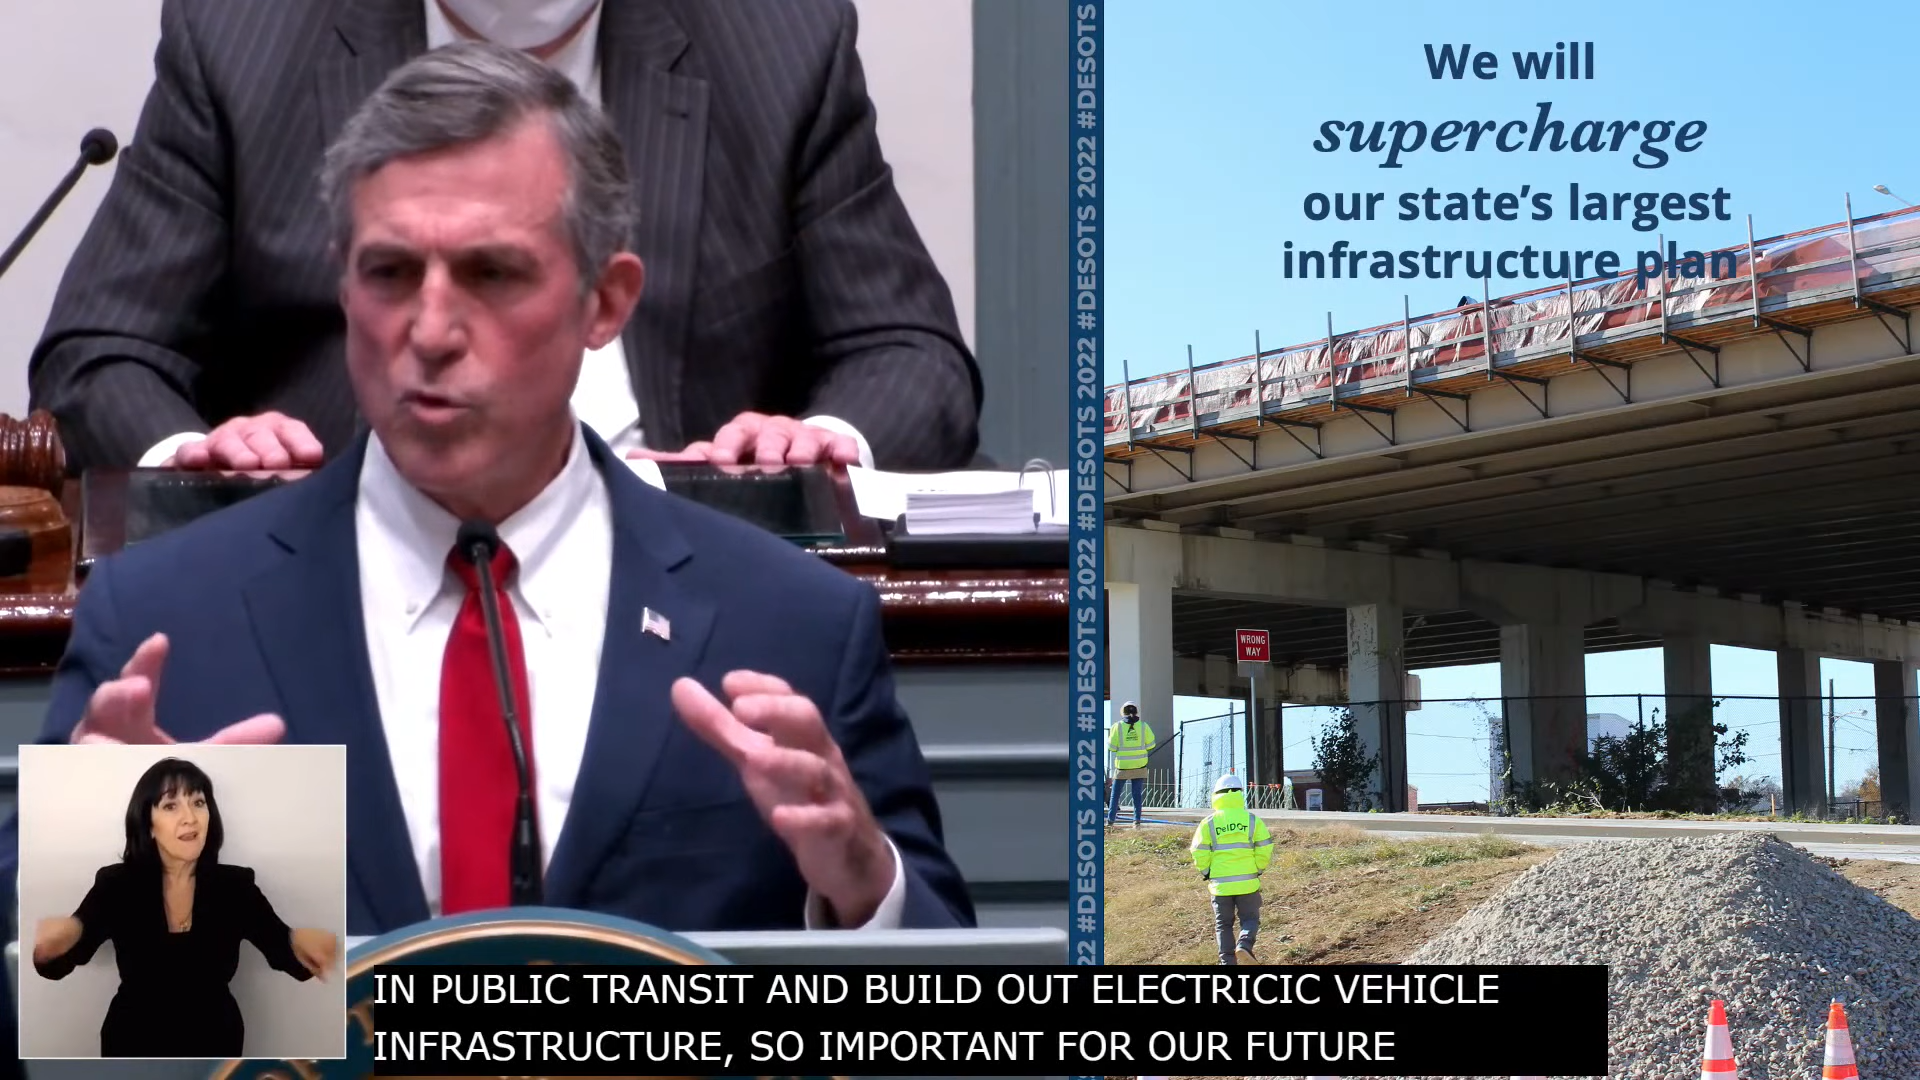 We will
supercharge
our state's largest
infrastructure plan
#DESOTS 2022 #DESOTS 2022 #DESOTS 2022 #DESOTS 2022 #DESOTS
WRONG
WAY
DelDOT
IN PUBLIC TRANSIT AND BUILD OUT ELECTRICIC VEHICLE
INFRASTRUCTURE, SO IMPORTANT FOR OUR FUTURE